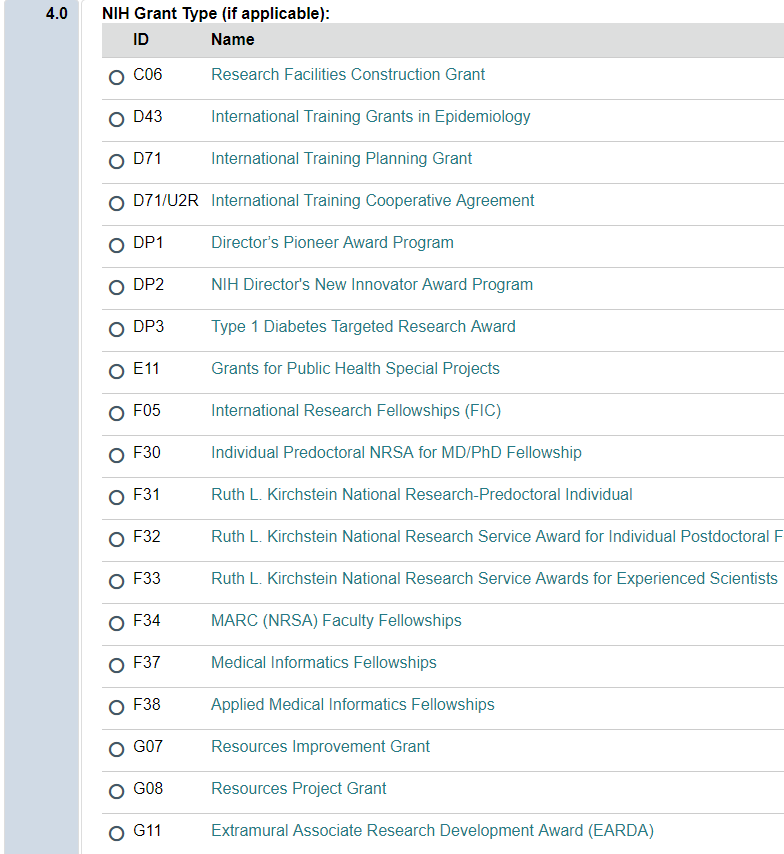 4.0 NIH Grant Type (if applicable):
ID Name
C06 Research Facilities Construction Grant
D43 International Training Grants in Epidemiology
D71 International Training Planning Grant
D71/U2R International Training Cooperative Agreement
DP1 Director's Pioneer Award Program
DP2 NIH Director's New Innovator Award Program
DP3 Type 1 Diabetes Targeted Research Award
E11 Grants for Public Health Special Projects
F05 International Research Fellowships (FIC)
F30 Individual Predoctoral NRSA for MD/PhD Fellowship
F31 Ruth L. Kirchstein National Research-Predoctoral Individual
F32 Ruth L. Kirchstein National Research Service Award for Individual Postdoctoral F
F33 Ruth L. Kirchstein National Research Service Awards for Experienced Scientists
F34 MARC (NRSA) Faculty Fellowships
F37 Medical Informatics Fellowships
F38 Applied Medical Informatics Fellowships
G07 Resources Improvement Grant
G08 Resources Project Grant
G11 Extramural Associate Research Development Award (EARDA)